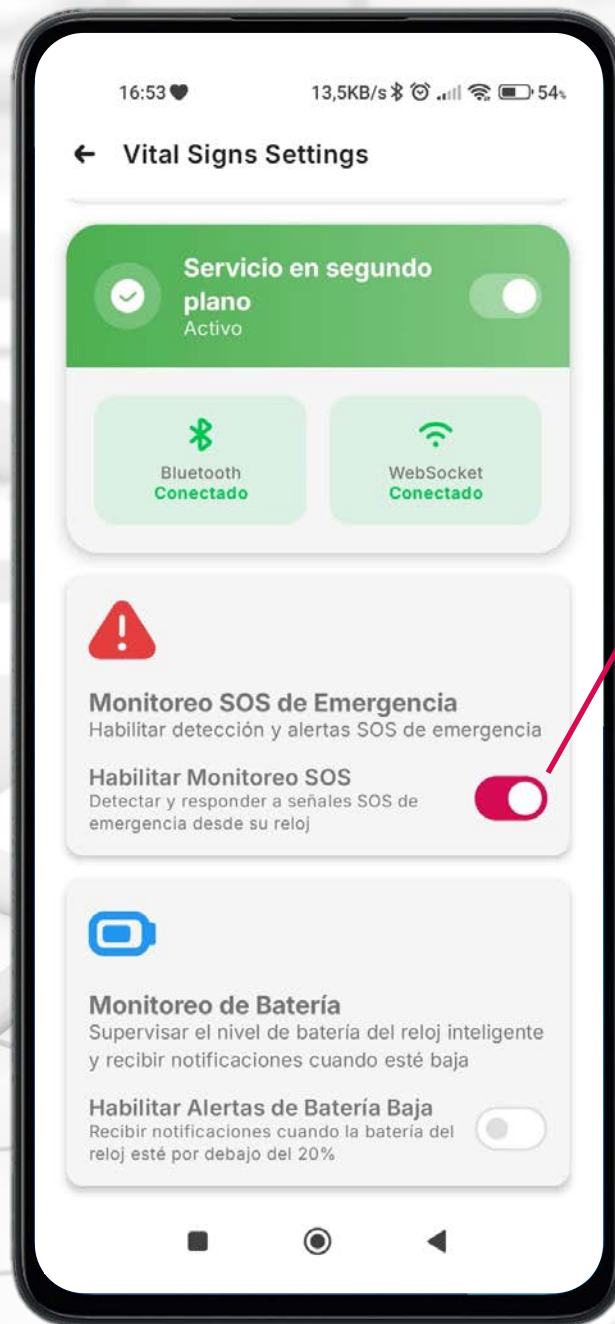 16:53
13,5KB/s 54%
Vital Signs Settings
Servicio en segundo
plano
Activo
Bluetooth
Conectado
WebSocket
Conectado
Monitoreo SOS de Emergencia
Habilitar detección y alertas SOS de emergencia
Habilitar Monitoreo SOS
Detectar y responder a señales SOS de
emergencia desde su reloj
Monitoreo de Batería
Supervisar el nivel de batería del reloj inteligente
y recibir notificaciones cuando esté baja
Habilitar Alertas de Batería Baja
Recibir notificaciones cuando la batería del
reloj esté por debajo del 20%